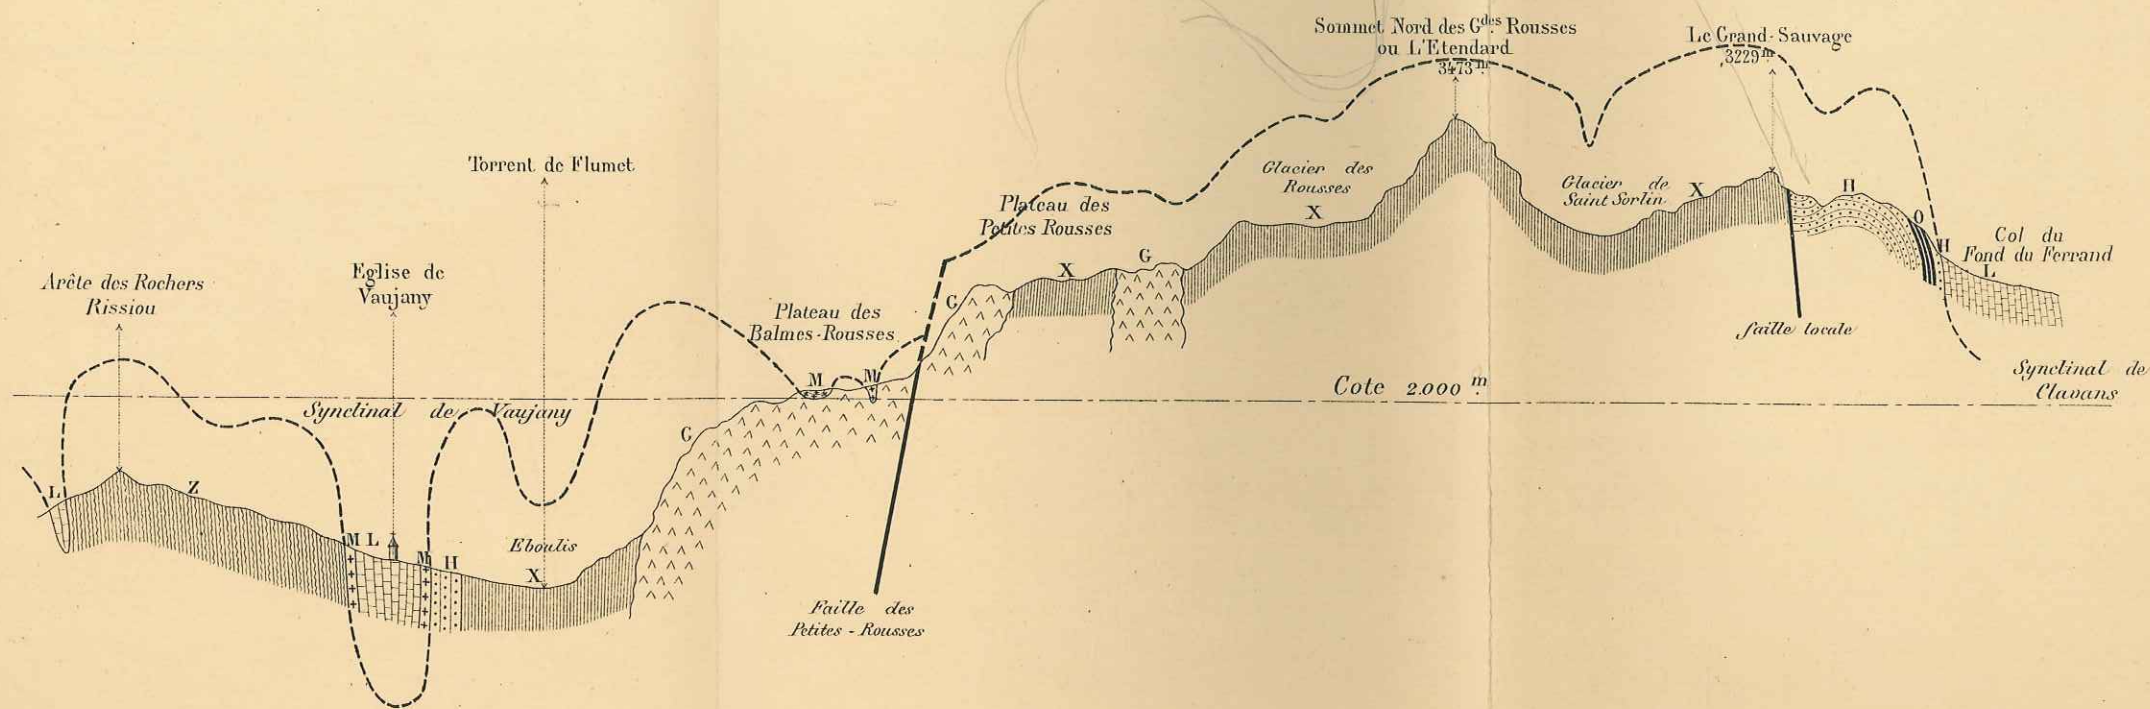 Sommet Nord des Gdes Rousses
ou L'Etendard
3473 m.
Le Grand-Sauvage
3229 m.
Torrent de Flumet
Glacier des
Rousses
X
Glacier de
Saint Sorlin
X
H
Plateau des
Petites Rousses
O
H
Col du
Fond du Ferrand
L
Arête des Rochers
Rissiou
Eglise de
Vaujany
Plateau des
Balmes-Rousses
G
X
G
faille locale
Synclinal de
Clavans
M
M
Cote 2.000 m.
Synclinal de Vaujany
G
L
Z
M
L
M
H
Eboulis
X
Faille des
Petites-Rousses